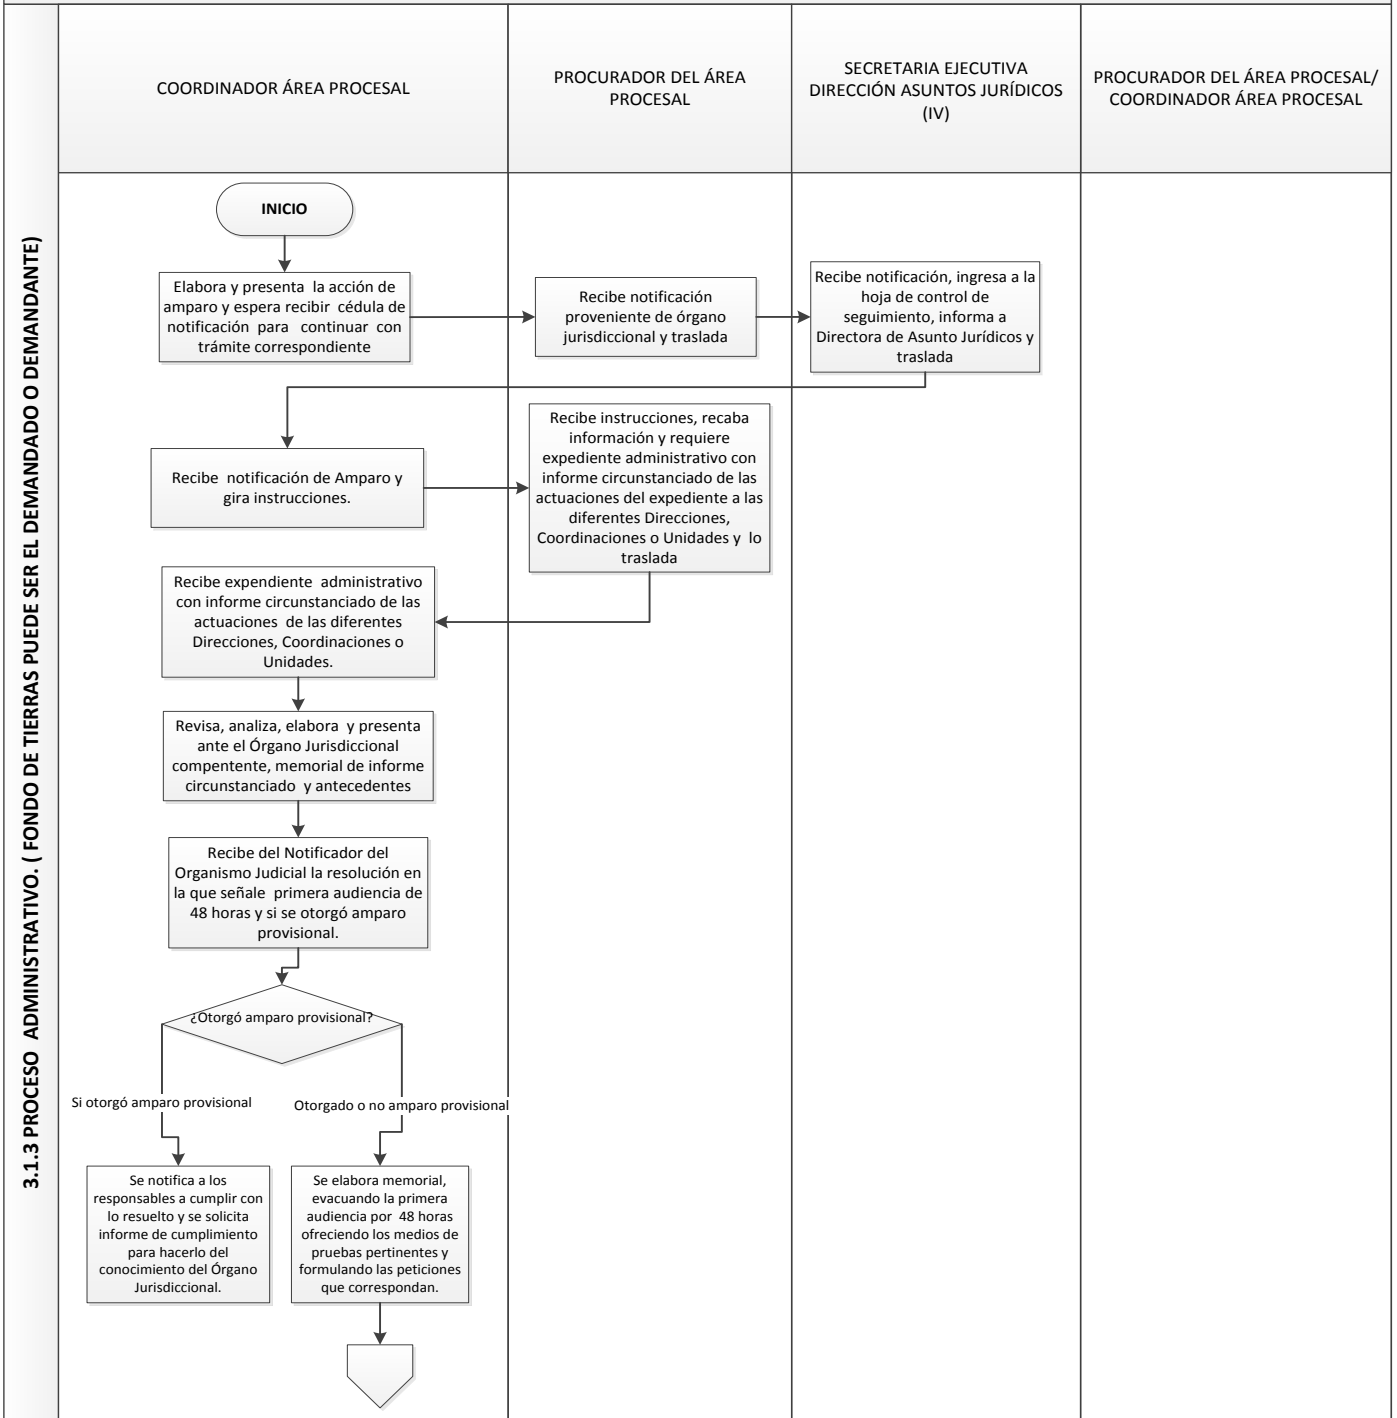 COORDINADOR ÁREA PROCESAL
PROCURADOR DEL ÁREA
PROCESAL
SECRETARIA EJECUTIVA
DIRECCIÓN ASUNTOS JURÍDICOS
(IV)
PROCURADOR DEL ÁREA PROCESAL/
COORDINADOR ÁREA PROCESAL
3.1.3 PROCESO ADMINISTRATIVO. ( FONDO DE TIERRAS PUEDE SER EL DEMANDADO O DEMANDANTE)
INICIO
Elabora y presenta la acción de
amparo y espera recibir cédula de
notificación para continuar con
trámite correspondiente
Recibe notificación
proveniente de órgano
jurisdiccional y traslada
Recibe notificación, ingresa a la
hoja de control de
seguimiento, informa a
Directora de Asunto Jurídicos y
traslada
Recibe notificación de Amparo y
gira instrucciones.
Recibe instrucciones, recaba
información y requiere
expediente administrativo con
informe circunstanciado de las
actuaciones del expediente a las
diferentes Direcciones,
Coordinaciones o Unidades y lo
traslada
Recibe expendiente administrativo
con informe circunstanciado de las
actuaciones de las diferentes
Direcciones, Coordinaciones o
Unidades.
Revisa, analiza, elabora y presenta
ante el Órgano Jurisdiccional
compentente, memorial de informe
circunstanciado y antecedentes
Recibe del Notificador del
Organismo Judicial la resolución en
la que señale primera audiencia de
48 horas y si se otorgó amparo
provisional.
¿Otorgó amparo provisional?
Si otorgó amparo provisional
Otorgado o no amparo provisional
Se notifica a los
responsables a cumplir con
lo resuelto y se solicita
informe de cumplimiento
para hacerlo del
conocimiento del Órgano
Jurisdiccional.
Se elabora memorial,
evacuando la primera
audiencia por 48 horas
ofreciendo los medios de
pruebas pertinentes y
formulando las peticiones
que correspondan.